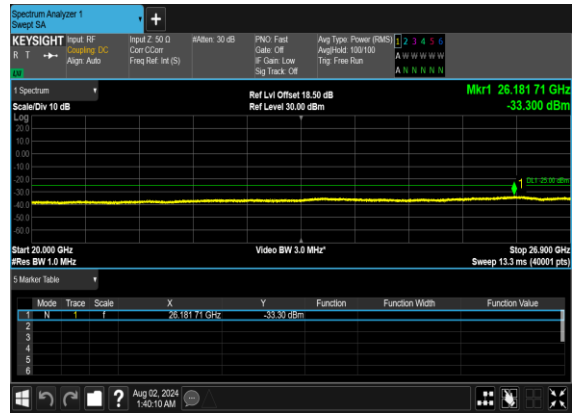 Spectrum Analyzer 1
Swept SA
KEYSIGHT Input: RF Input Z: 50 Ω #Atten: 30 dB PNO: Fast Avg Type: Power (RMS) 1 2 3 4 5 6
R T Coupling: DC Corr CCorr Gate: Off Avg|Hold: 100/100 A W W W W W
Align: Auto Freq Ref: Int (S) IF Gain: Low Trig: Free Run
Sig Track: Off A N N N N N
1 Spectrum Ref Lvl Offset 18.50 dB Mkr1 26.181 71 GHz
Scale/Div 10 dB Ref Level 30.00 dBm -33.300 dBm
Log
20.0
10.0
0.00
-10.0
-20.0 1 DL1 -25.00 dBm
-30.0
-40.0
-50.0
-60.0
Start 20.000 GHz Video BW 3.0 MHz* Stop 26.900 GHz
#Res BW 1.0 MHz Sweep 13.3 ms (40001 pts)
5 Marker Table
Mode Trace Scale X Y Function Function Width Function Value
1 N 1 f 26.181 71 GHz -33.30 dBm
2
3
4
5
6
? Aug 02, 2024
1:40:10 AM